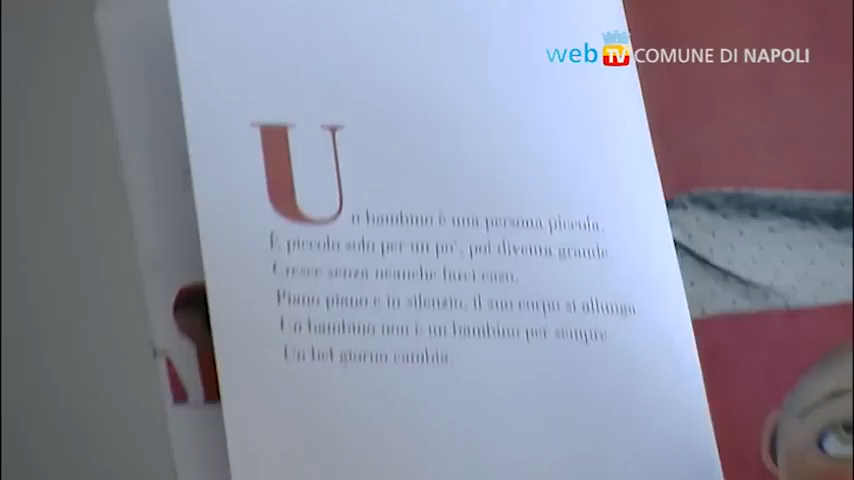 web TV COMUNE DI NAPOLI
Un bambino è una persona piccola.
È piccolo solo per un po', poi diventa grande.
Cresce senza neanche farci caso.
Piano piano e in silenzio, il suo corpo si allunga.
Un bambino non è un bambino per sempre.
Un bel giorno cambia.